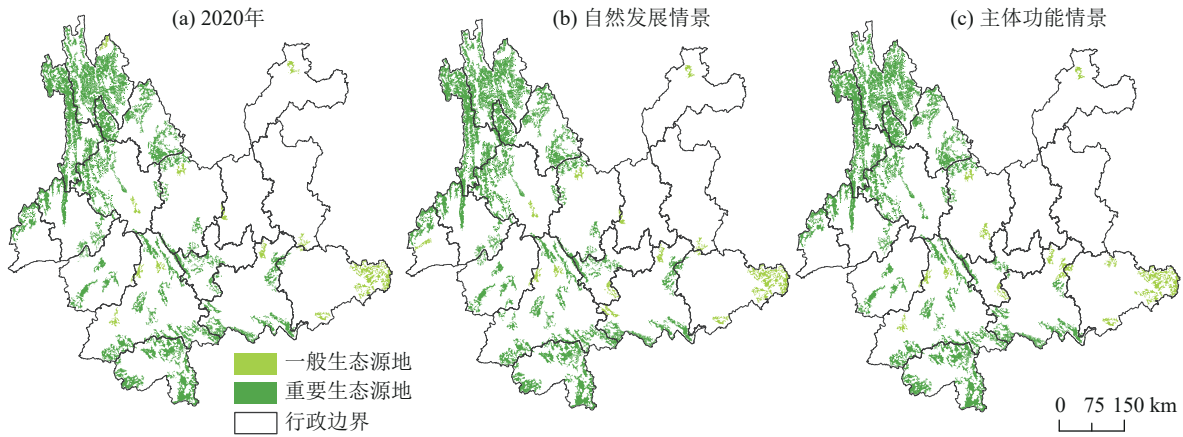 (a) 2020年
(b) 自然发展情景
(c) 主体功能情景
一般生态源地
重要生态源地
行政边界
0 75 150 km